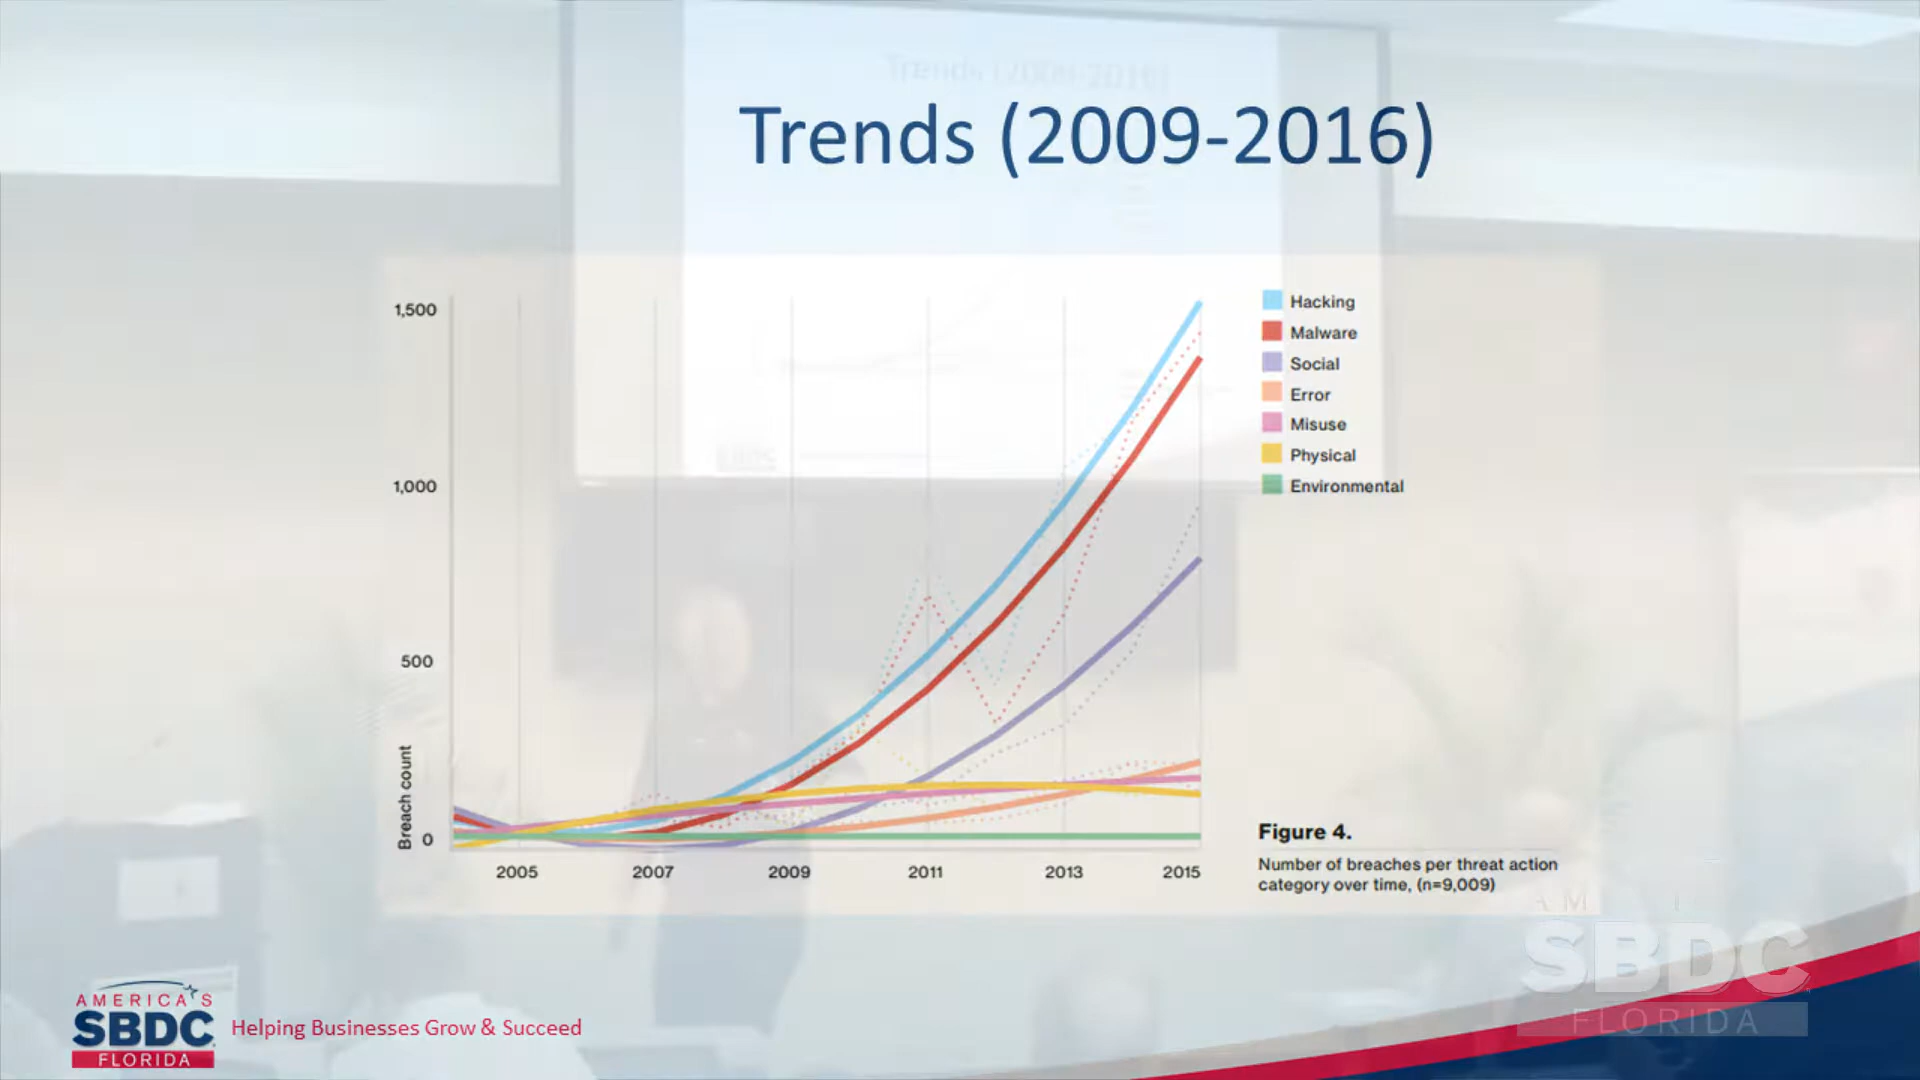 Trends (2009-2016)
1,500
1,000
500
0
Breach count
2005
2007
2009
2011
2013
2015
Hacking
Malware
Social
Error
Misuse
Physical
Environmental
Figure 4.
Number of breaches per threat action
category over time, (n=9,009)
AMERICA'S
SBDC
FLORIDA
Helping Businesses Grow & Succeed
SBDC
FLORIDA